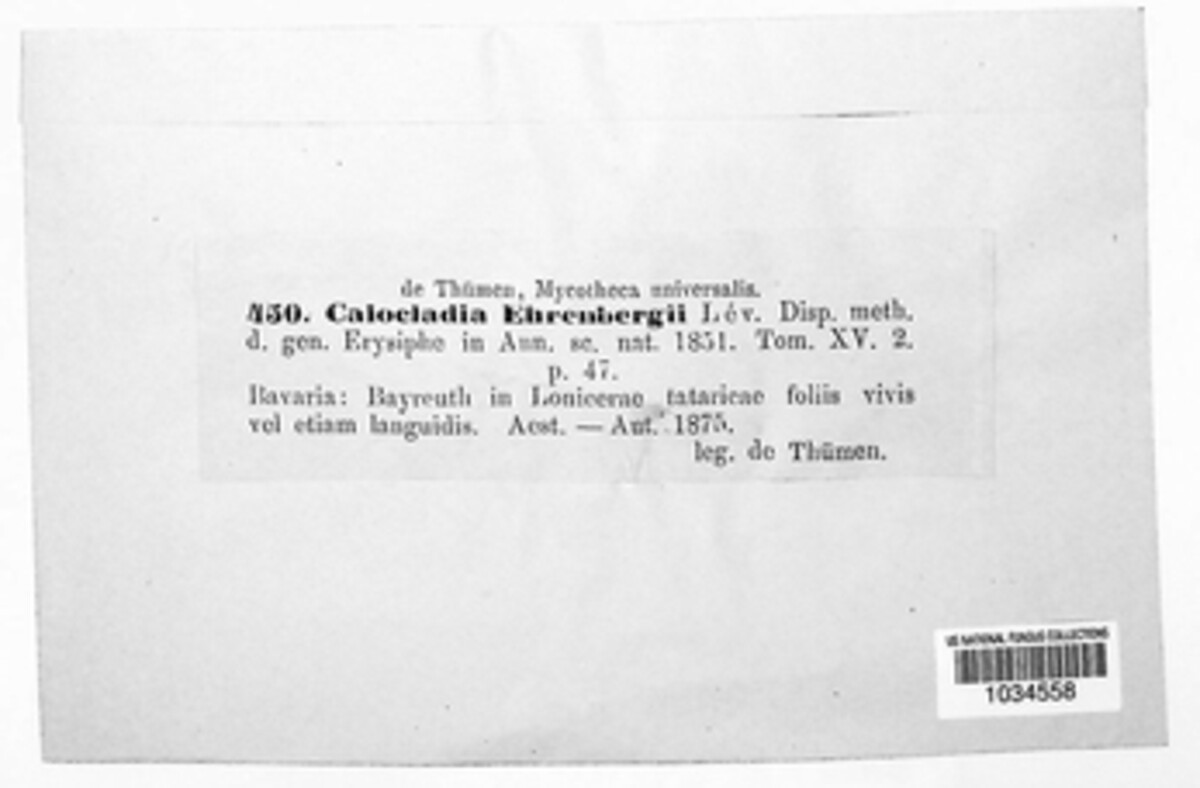 de Thümen, Mycotheca universalis.
450. Calocladia Ehrenbergii Lév. Disp. meth.
d. gen. Erysiphe in Ann. sc. nat. 1851. Tom. XV. 2.
p. 47.
Bavaria: Bayreuth in Lonicerae tataricae foliis vivis
vel etiam languidis. Aest. — Aut. 1875.
leg. de Thümen.
US NATIONAL FUNGUS COLLECTIONS
1034558